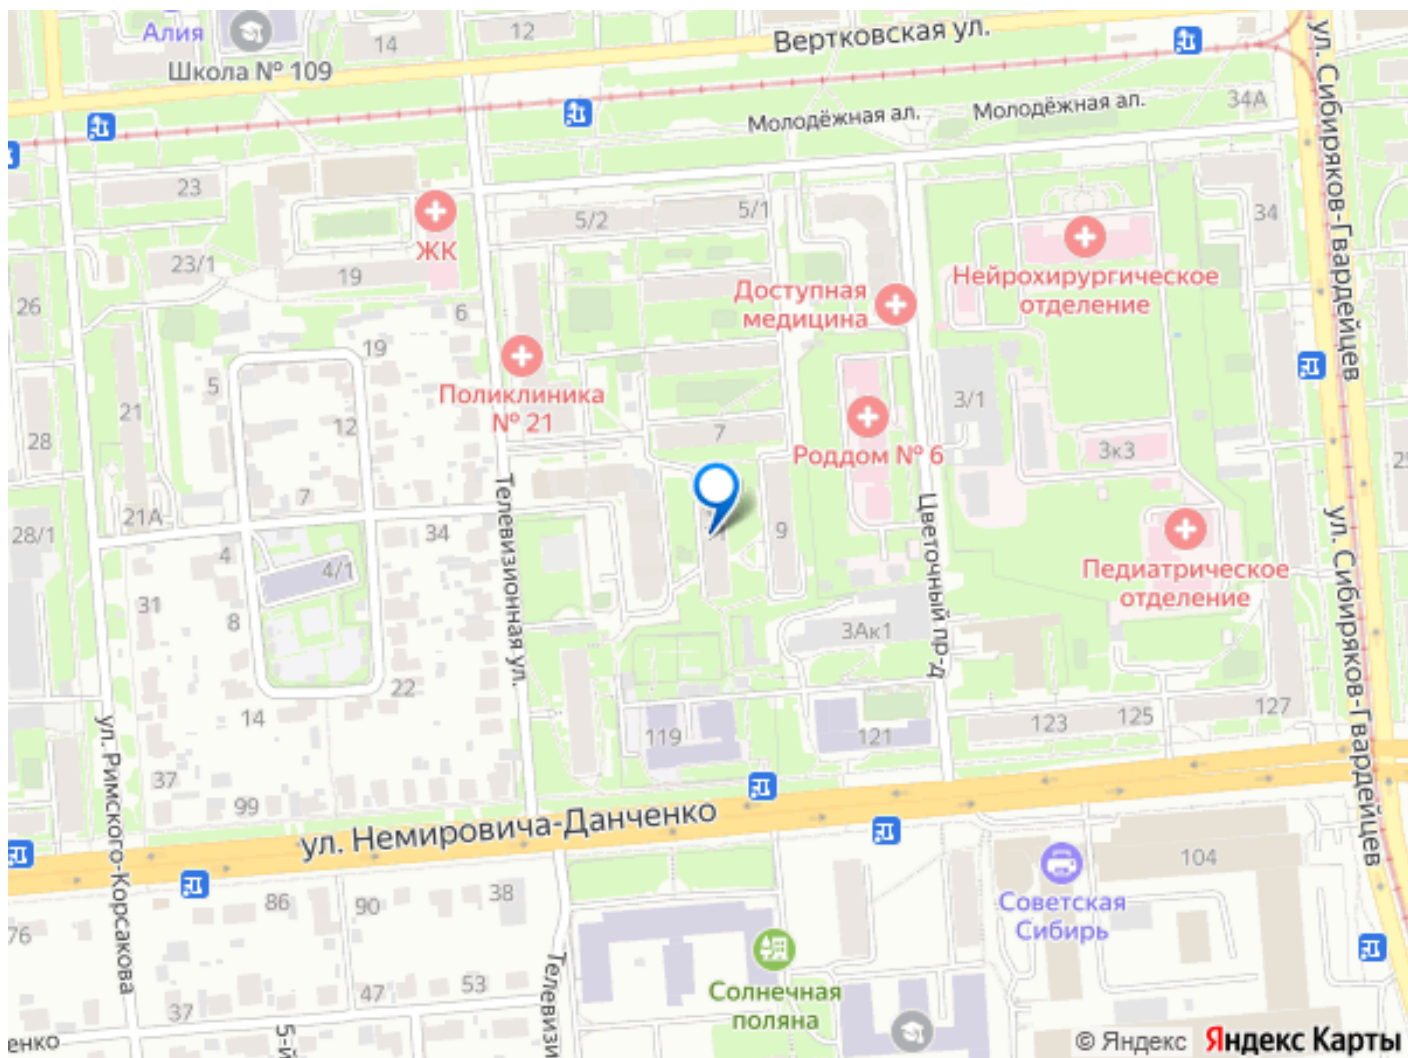 Алия
14
12
Вертковская ул.
Школа № 109
Молодёжная ал.
Молодёжная ал.
34А
ул. Сибиряков-Гвардейцев
23
5/2
5/1
34
ЖК
23/1
19
Нейрохирургическое
отделение
Доступная
медицина
26
6
19
5
Поликлиника
№ 21
21
12
28
7
3/1
Роддом № 6
3к3
7
21А
28/1
34
Телевизионная ул.
9
Цветочный пр-д
ул. Сибиряков-Гвардейцев
4
4/1
Педиатрическое
отделение
31
8
3Ак1
22
14
119
121
123
125
127
ул. Римского-Корсакова
37
99
ул. Немировича-Данченко
104
38
86
90
76
Советская
Сибирь
Телевизи
53
47
37
Солнечная
поляна
5-й
енко
© Яндекс Яндекс Карты